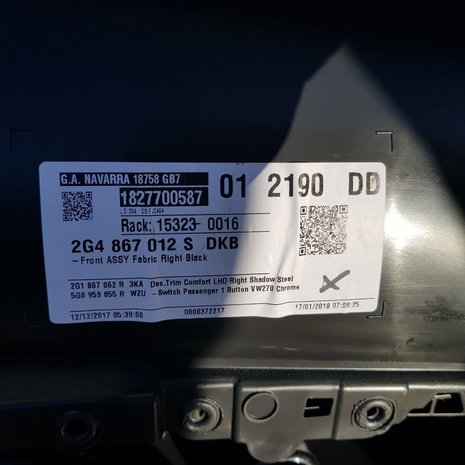 G.A. NAVARRA 18758 GB7
1827700587
01 2190 DD
Rack: 15323- 0016
2G4 867 012 S DKB
-Front ASSY Fabric Right Black
2G1 867 062 R 3KA Dec.Trim Comfort LHD Right Shadow Steel
5G0 959 855 R WZU -Switch Passenger 1 Button VW270 Chrome
12/12/2017 05:39:08 0000372217 17/01/2018 07:09:25